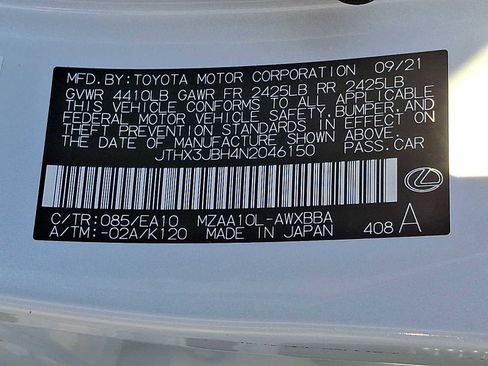 MFD.BY:TOYOTA MOTOR CORPORATION 09/21
GVWR 4410LB GAWR FR 2425LB RR 2425LB
THIS VEHICLE CONFORMS TO ALL APPLICABLE
FEDERAL MOTOR VEHICLE SAFETY,BUMPER,AND
THEFT PREVENTION STANDARDS IN EFFECT ON
THE DATE OF MANUFACTURE SHOWN ABOVE.
JTHX3JBH4N2046150 PASS.CAR
C/TR:085/EA10 MZAA10L-AWXBBA
A/TM:-02A/K120 MADE IN JAPAN 408 A